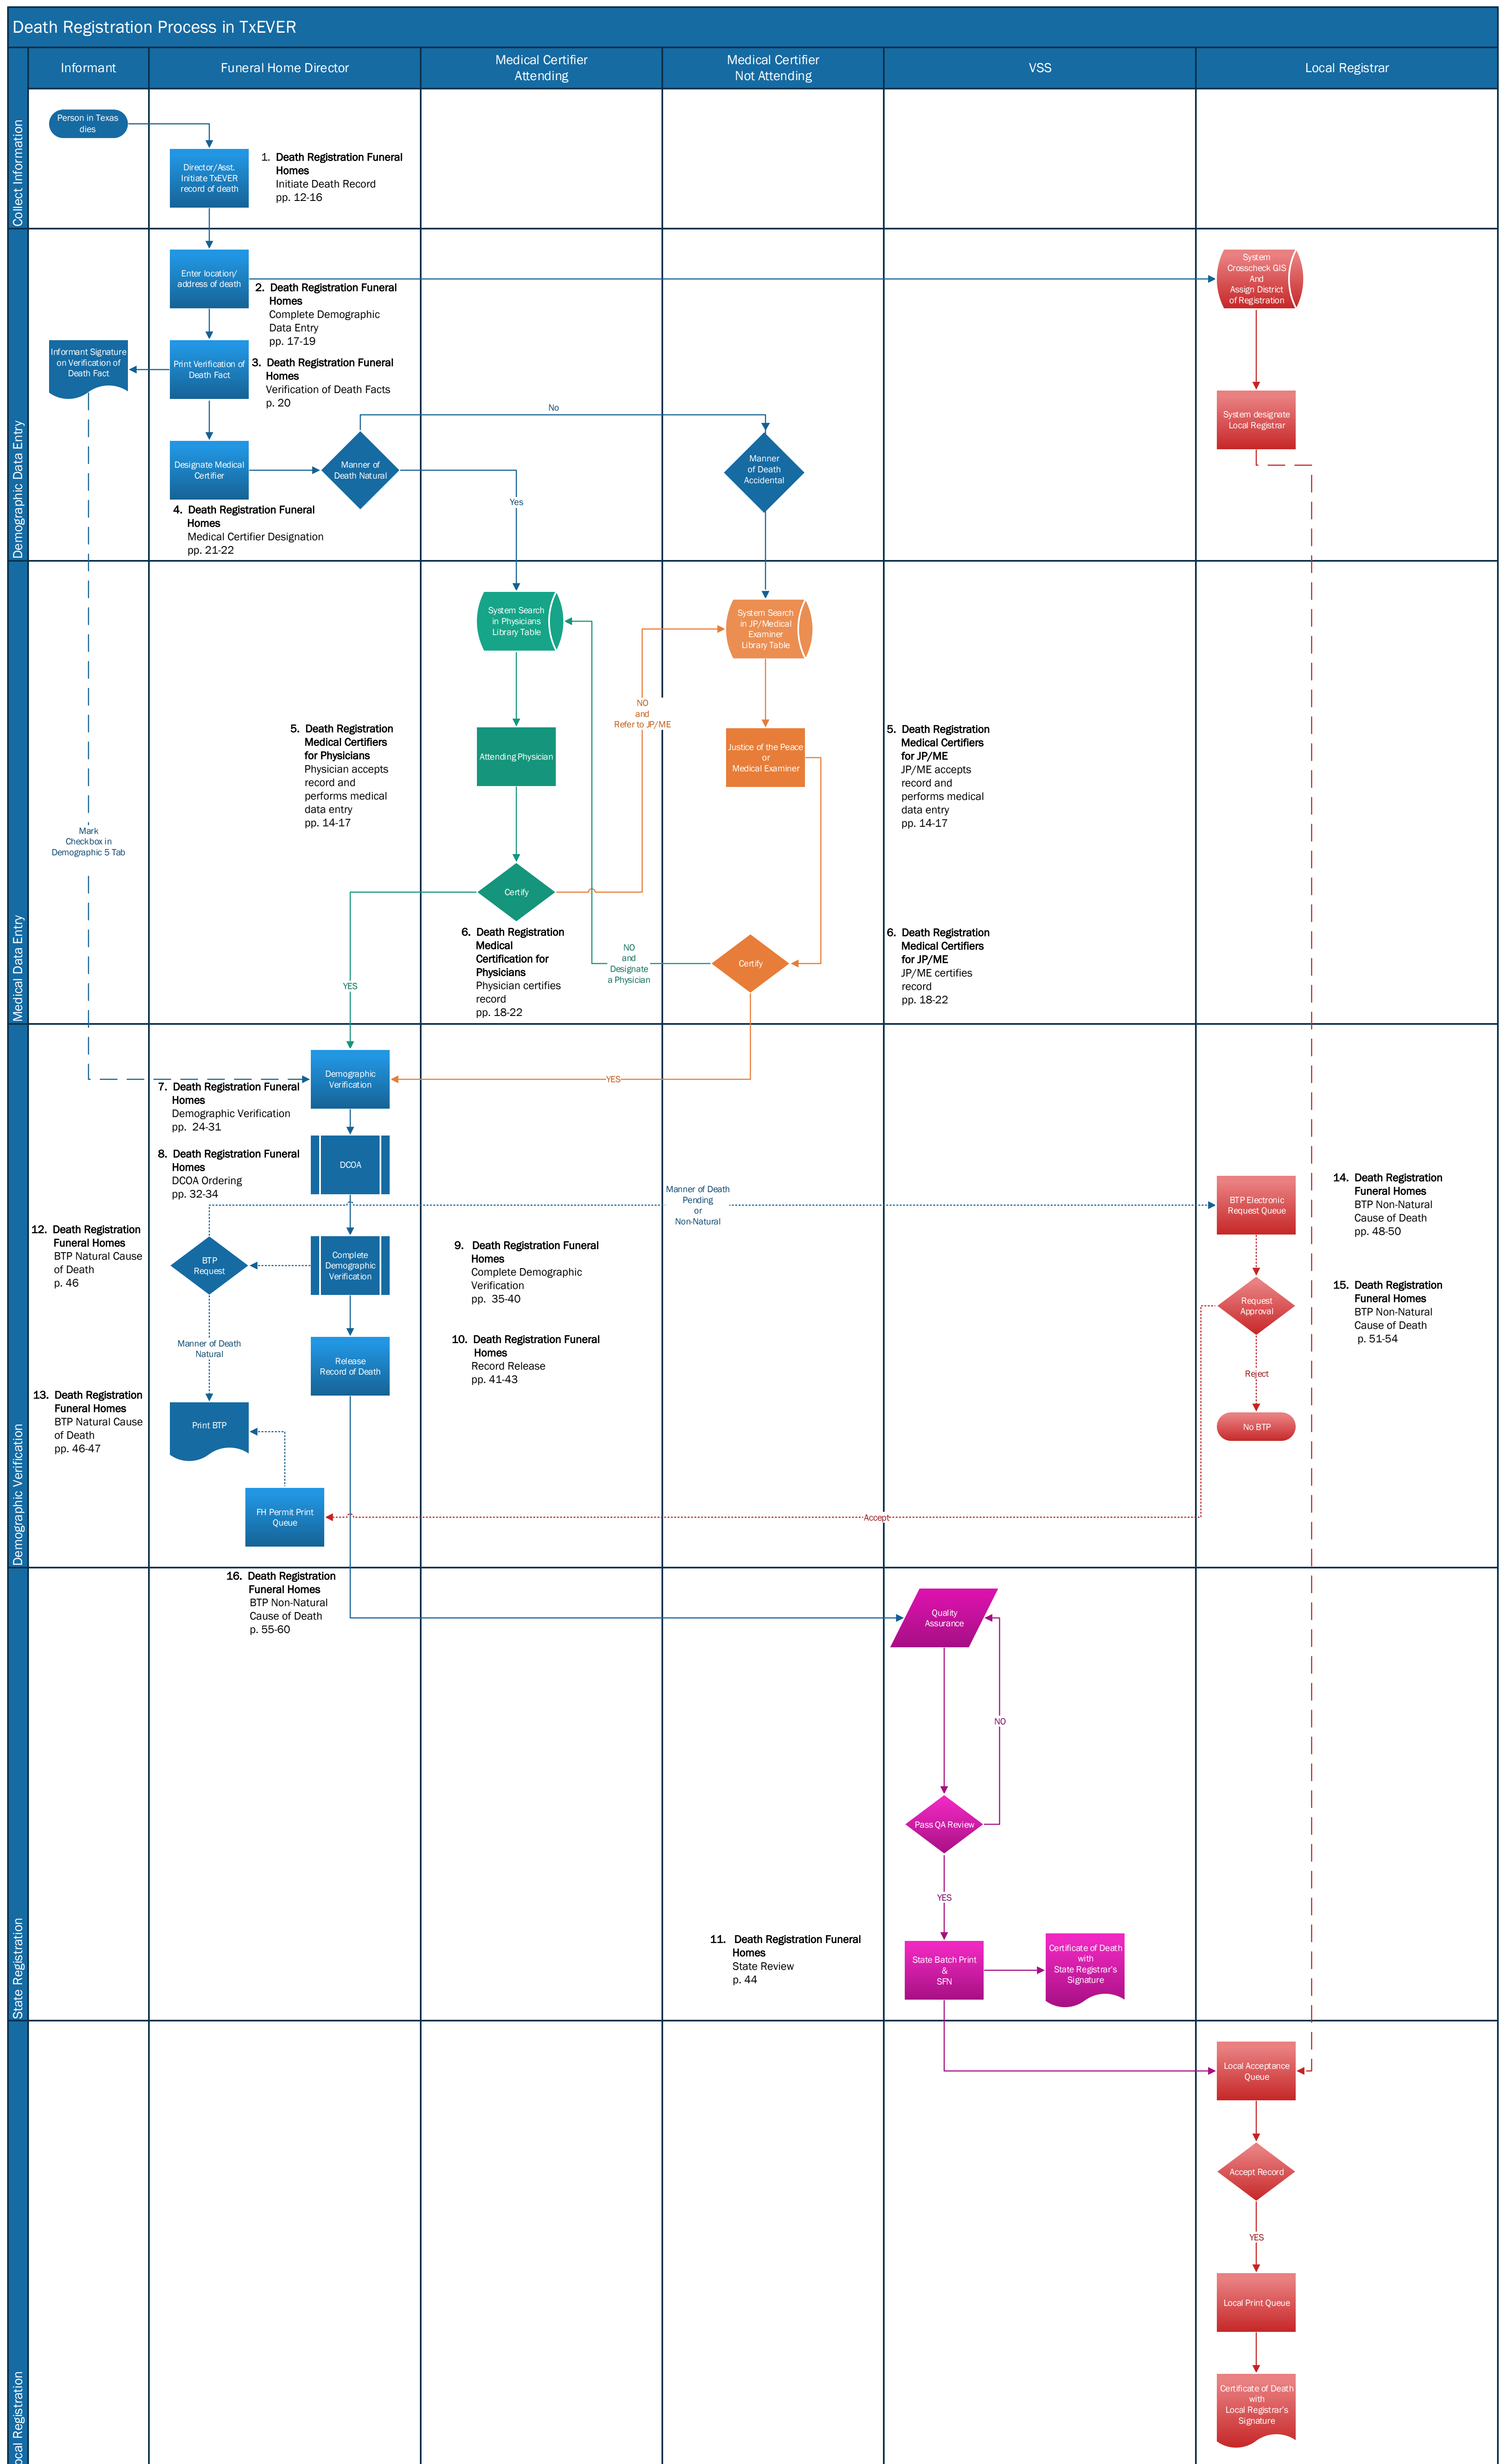 Death Registration Process in TxEVER
Informant
Funeral Home Director
Medical Certifier
Attending
Medical Certifier
Not Attending
VSS
Local Registrar
Collect Information
Person in Texas
dies
Director/Asst.
Initiate TxEVER
record of death
1. Death Registration Funeral
Homes
Initiate Death Record
pp. 12-16
Demographic Data Entry
Enter location/
address of death
2. Death Registration Funeral
Homes
Complete Demographic
Data Entry
pp. 17-19
System
Crosscheck GIS
And
Assign District
of Registration
Informant Signature
on Verification of
Death Fact
Print Verification of
Death Fact
3. Death Registration Funeral
Homes
Verification of Death Facts
p. 20
System designate
Local Registrar
No
Designate Medical
Certifier
Manner of
Death Natural
Manner
of Death
Accidental
Yes
4. Death Registration Funeral
Homes
Medical Certifier Designation
pp. 21-22
Medical Data Entry
System Search
in Physicians
Library Table
System Search
in JP/Medical
Examiner
Library Table
NO
and
Refer to JP/ME
5. Death Registration
Medical Certifiers
for Physicians
Physician accepts
record and
performs medical
data entry
pp. 14-17
Attending Physician
Justice of the Peace
or
Medical Examiner
5. Death Registration
Medical Certifiers
for JP/ME
JP/ME accepts
record and
performs medical
data entry
pp. 14-17
Mark
Checkbox in
Demographic 5 Tab
Certify
6. Death Registration
Medical
Certification for
Physicians
Physician certifies
record
pp. 18-22
NO
and
Designate
a Physician
Certify
6. Death Registration
Medical Certifiers
for JP/ME
JP/ME certifies
record
pp. 18-22
YES
Demographic Verification
Demographic
Verification
YES
7. Death Registration Funeral
Homes
Demographic Verification
pp. 24-31
8. Death Registration Funeral
Homes
DCOA Ordering
pp. 32-34
DCOA
Manner of Death
Pending
or
Non-Natural
BTP Electronic
Request Queue
14. Death Registration
Funeral Homes
BTP Non-Natural
Cause of Death
pp. 48-50
12. Death Registration
Funeral Homes
BTP Natural Cause
of Death
p. 46
BTP
Request
Complete
Demographic
Verification
9. Death Registration Funeral
Homes
Complete Demographic
Verification
pp. 35-40
Request
Approval
15. Death Registration
Funeral Homes
BTP Non-Natural
Cause of Death
p. 51-54
Manner of Death
Natural
Release
Record of Death
10. Death Registration Funeral
Homes
Record Release
pp. 41-43
Reject
13. Death Registration
Funeral Homes
BTP Natural Cause
of Death
pp. 46-47
Print BTP
No BTP
FH Permit Print
Queue
Accept
State Registration
16. Death Registration
Funeral Homes
BTP Non-Natural
Cause of Death
p. 55-60
Quality
Assurance
NO
Pass QA Review
YES
11. Death Registration Funeral
Homes
State Review
p. 44
State Batch Print
&
SFN
Certificate of Death
with
State Registrar's
Signature
Local Acceptance
Queue
Accept Record
YES
Local Print Queue
Certificate of Death
with
Local Registrar's
Signature
ocal Registration